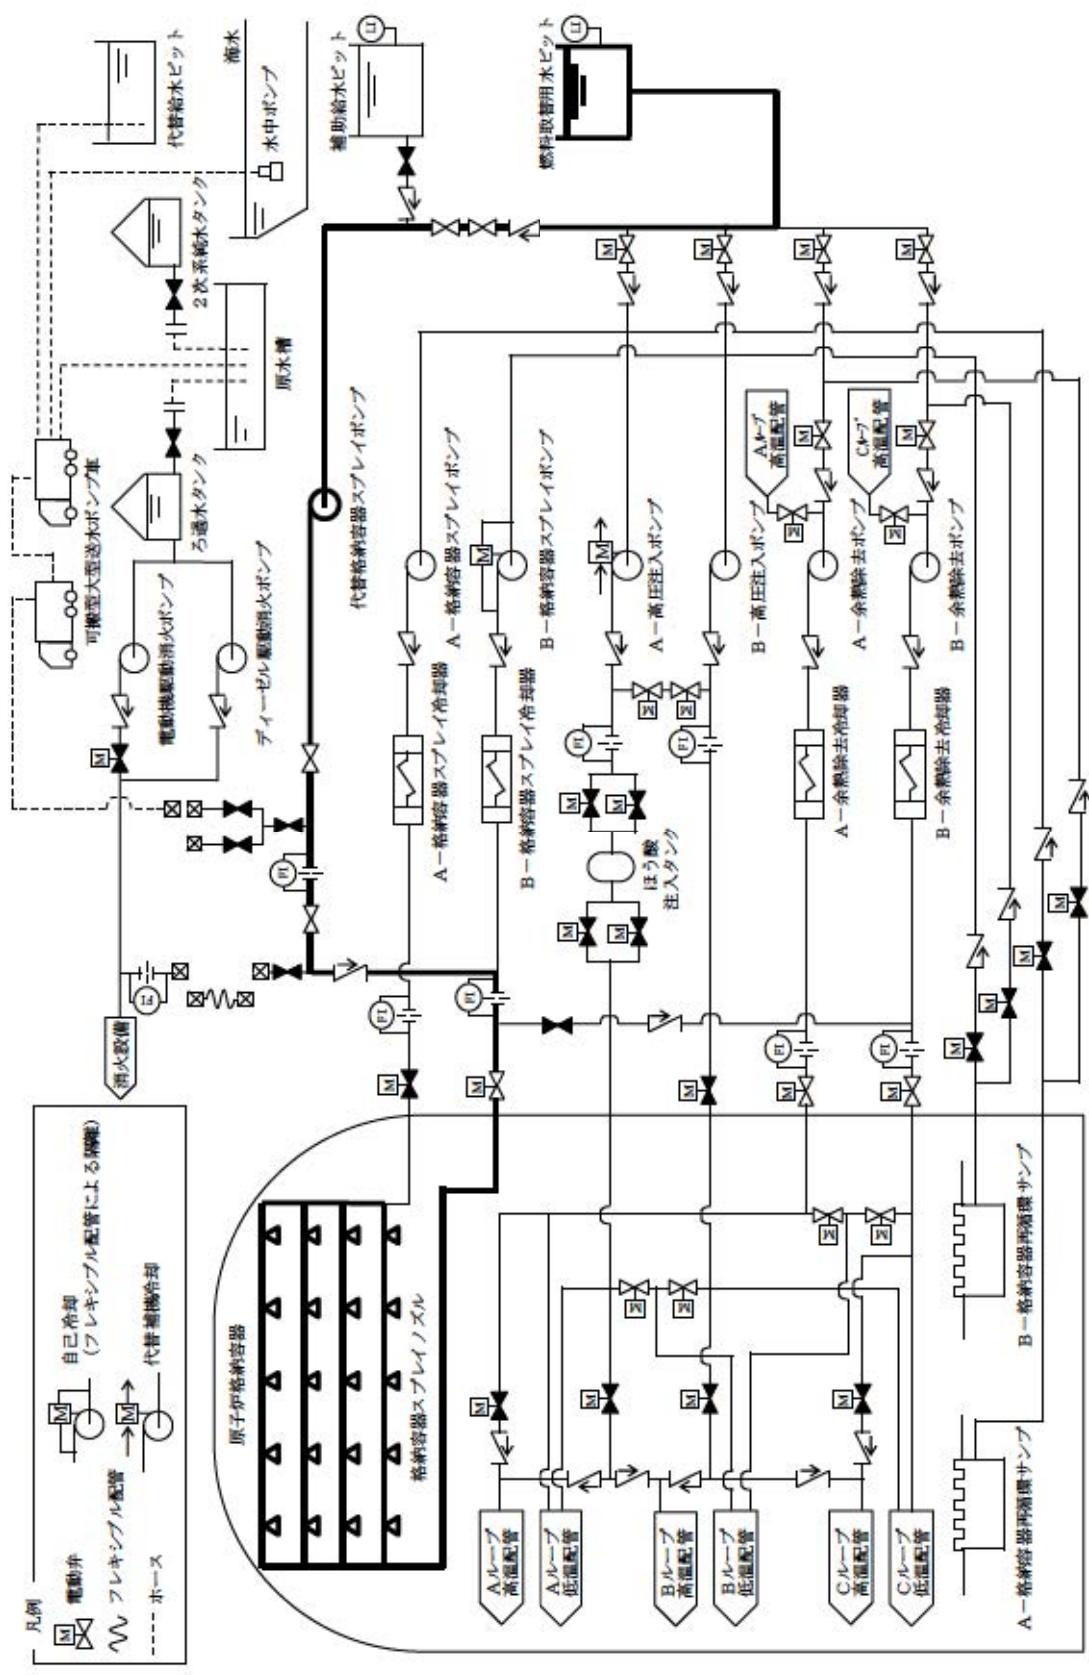 凡例
電動弁
フレキシブル配管
ホース
自己冷却
(フレキシブル配管による隔離)
代替補機冷却
消火設備
FI
M
電動機駆動消火ポンプ
ディーゼル駆動消火ポンプ
可搬型大型送水ポンプ車
ろ過水タンク
2次系純水タンク
原水槽
代替給水ピット
海水
水中ポンプ
補助給水ピット
LI
燃料取替用水ピット
LI
代替格納容器スプレイポンプ
FI
A-格納容器スプレイポンプ
B-格納容器スプレイポンプ
A-高圧注入ポンプ
B-高圧注入ポンプ
A-余熱除去ポンプ
B-余熱除去ポンプ
Aループ
高温配管
Cループ
高温配管
A-格納容器スプレイ冷却器
B-格納容器スプレイ冷却器
ほう酸
注入タンク
A-余熱除去冷却器
B-余熱除去冷却器
FI
FI
FI
FI
FI
FI
原子炉格納容器
格納容器スプレイノズル
Aループ
高温配管
Aループ
低温配管
Bループ
高温配管
Bループ
低温配管
Cループ
高温配管
Cループ
低温配管
B-格納容器再循環サンプ
A-格納容器再循環サンプ